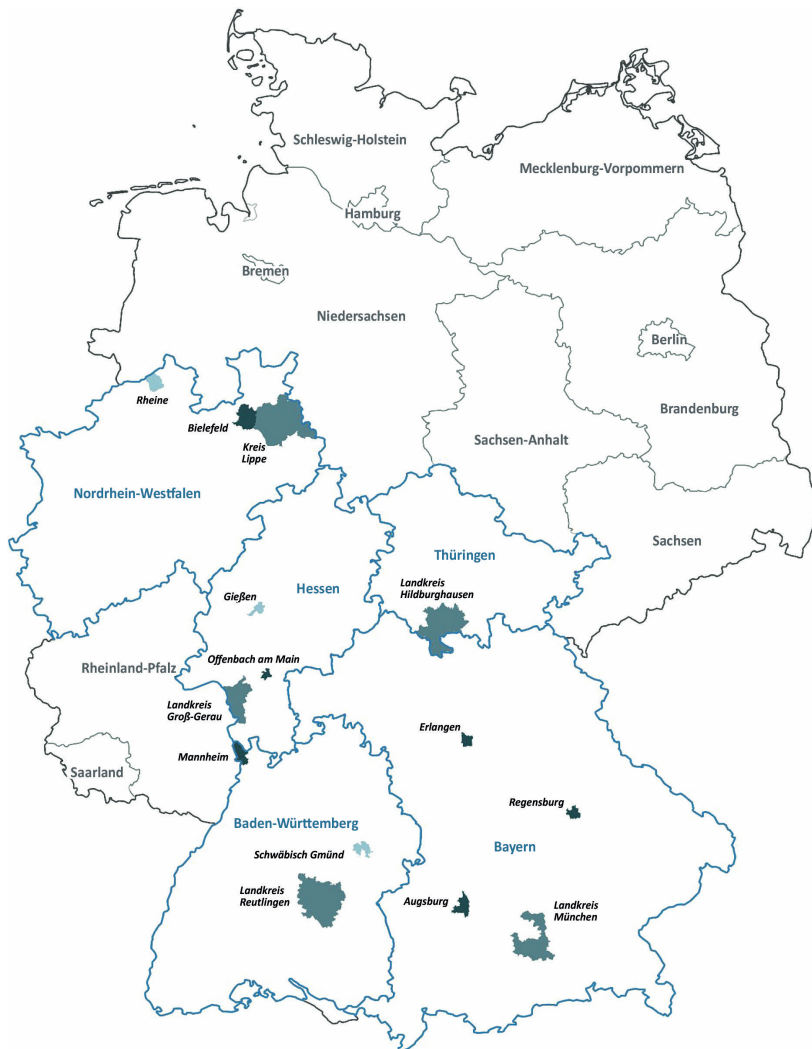 Schleswig-Holstein
Mecklenburg-Vorpommern
Hamburg
Bremen
Niedersachsen
Berlin
Rheine
Brandenburg
Bielefeld
Sachsen-Anhalt
Kreis
Lippe
Nordrhein-Westfalen
Sachsen
Thüringen
Landkreis
Hildburghausen
Gießen
Hessen
Offenbach am Main
Rheinland-Pfalz
Landkreis
Groß-Gerau
Erlangen
Mannheim
Saarland
Regensburg
Baden-Württemberg
Bayern
Schwäbisch Gmünd
Landkreis
Reutlingen
Augsburg
Landkreis
München